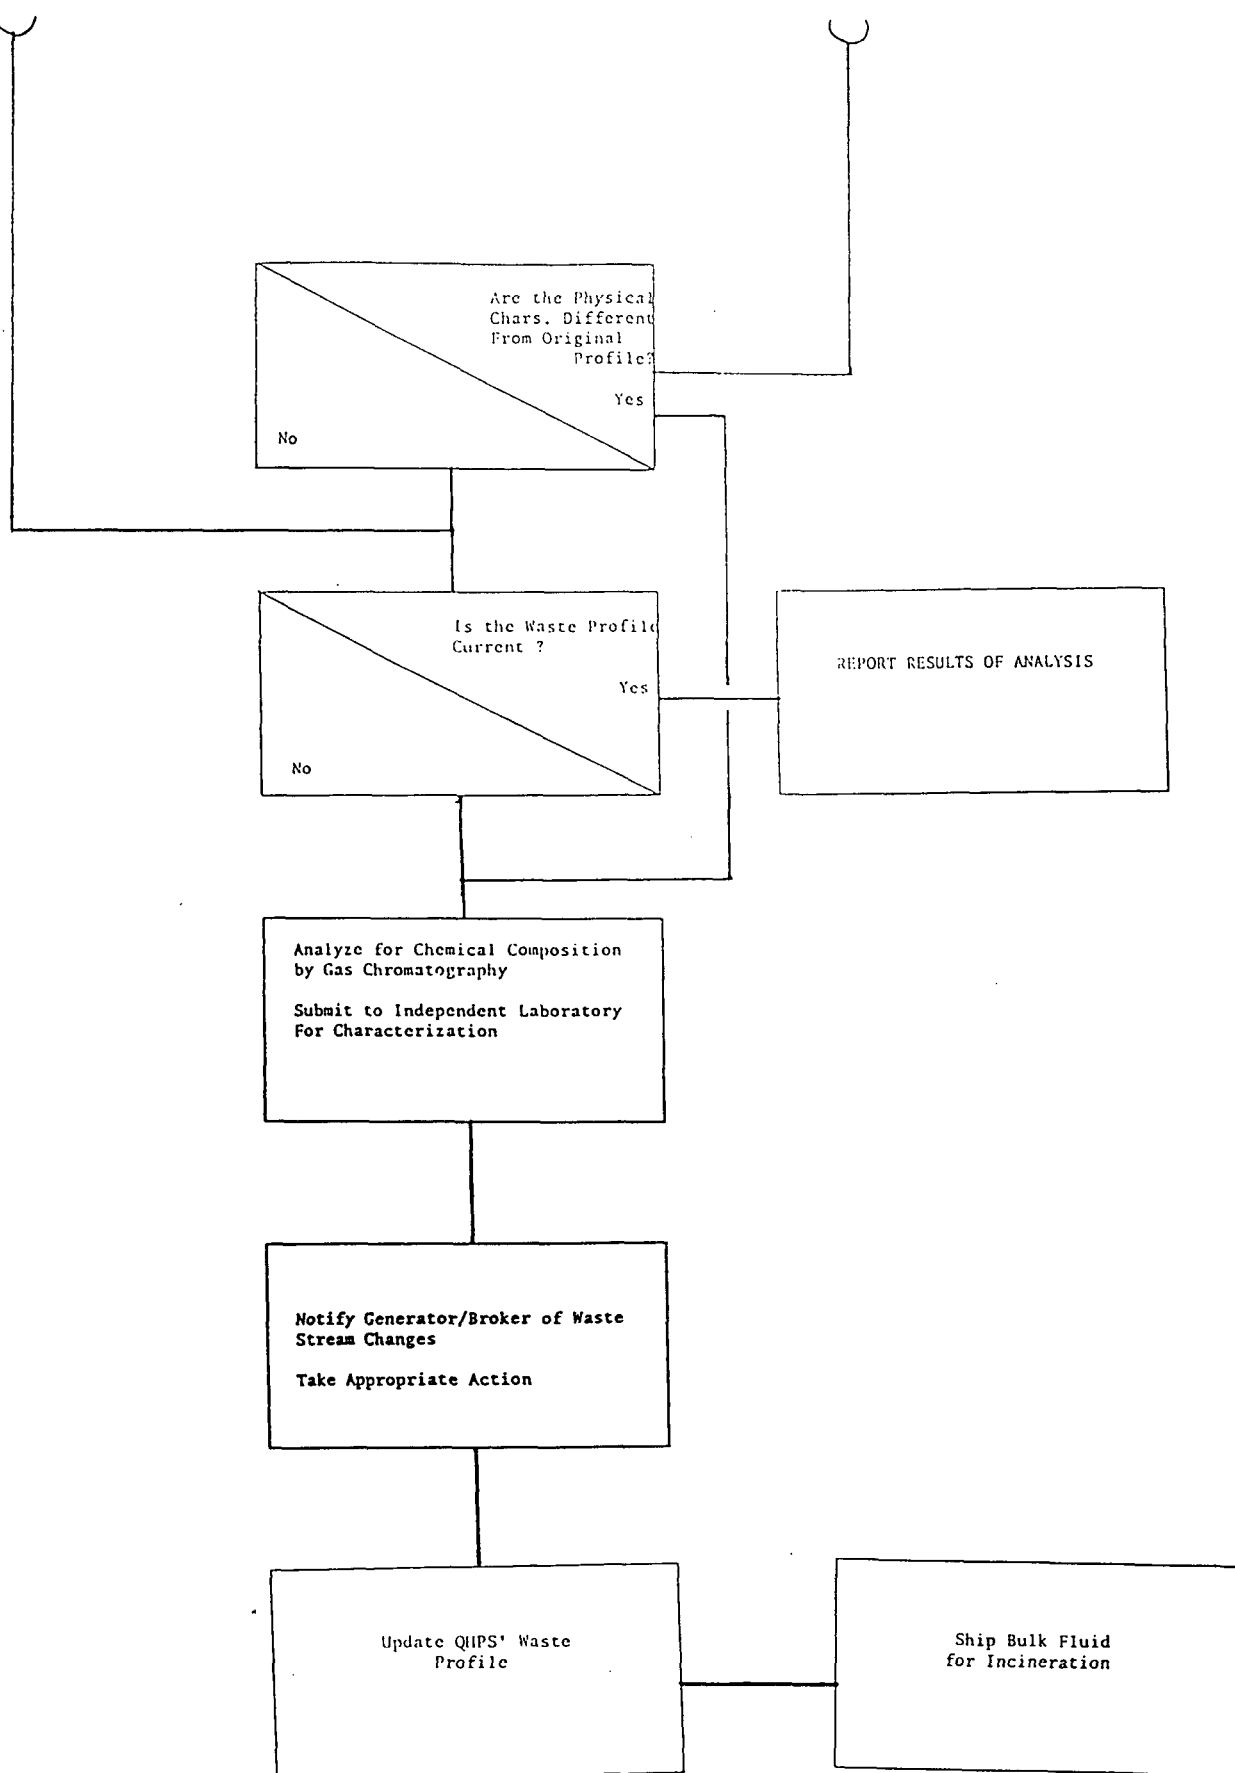 Are the Physical
Chars. Different
From Original
Profile?
Yes
No
Is the Waste Profile
Current ?
Yes
No
REPORT RESULTS OF ANALYSIS
Analyze for Chemical Composition
by Gas Chromatography
Submit to Independent Laboratory
For Characterization
Notify Generator/Broker of Waste
Stream Changes
Take Appropriate Action
Update QHPS' Waste
Profile
Ship Bulk Fluid
for Incineration